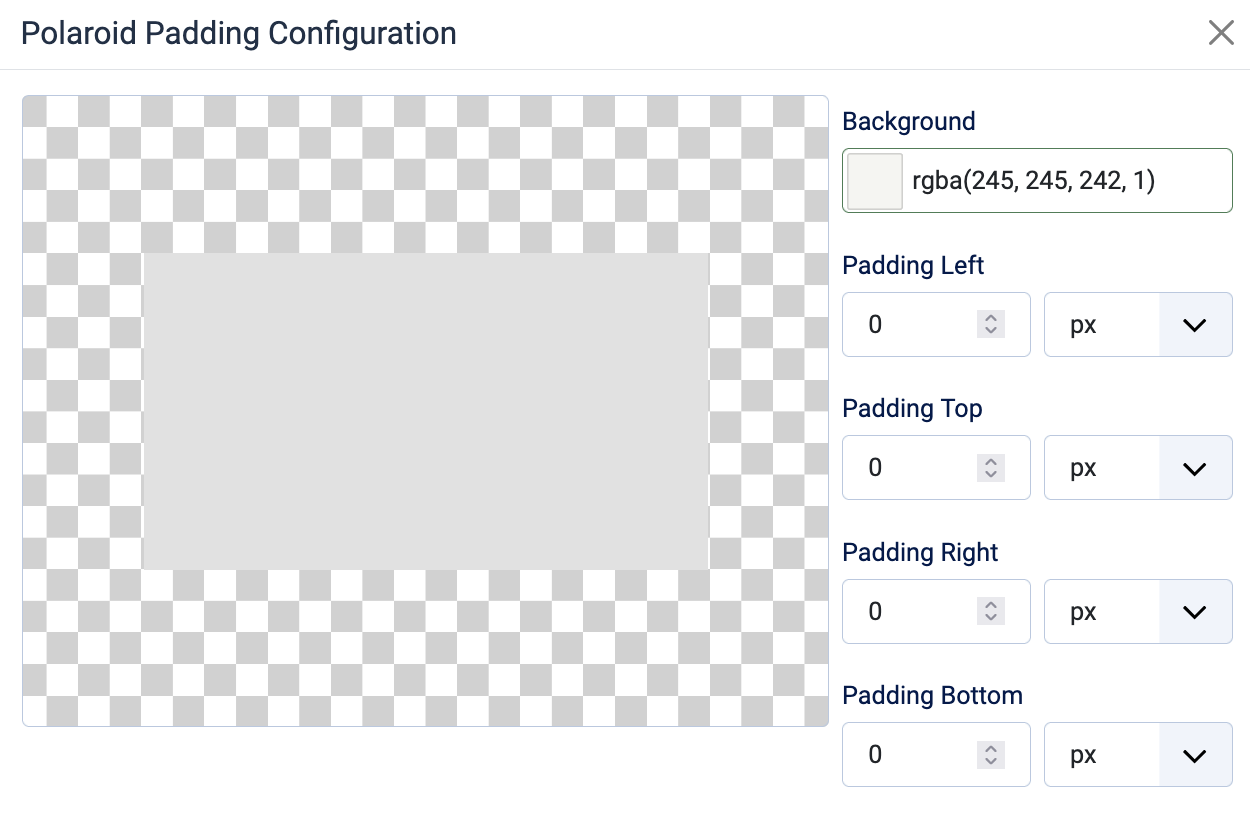 Polaroid Padding Configuration
Background
rgba(245, 245, 242, 1)
Padding Left
0 px
Padding Top
0 px
Padding Right
0 px
Padding Bottom
0 px